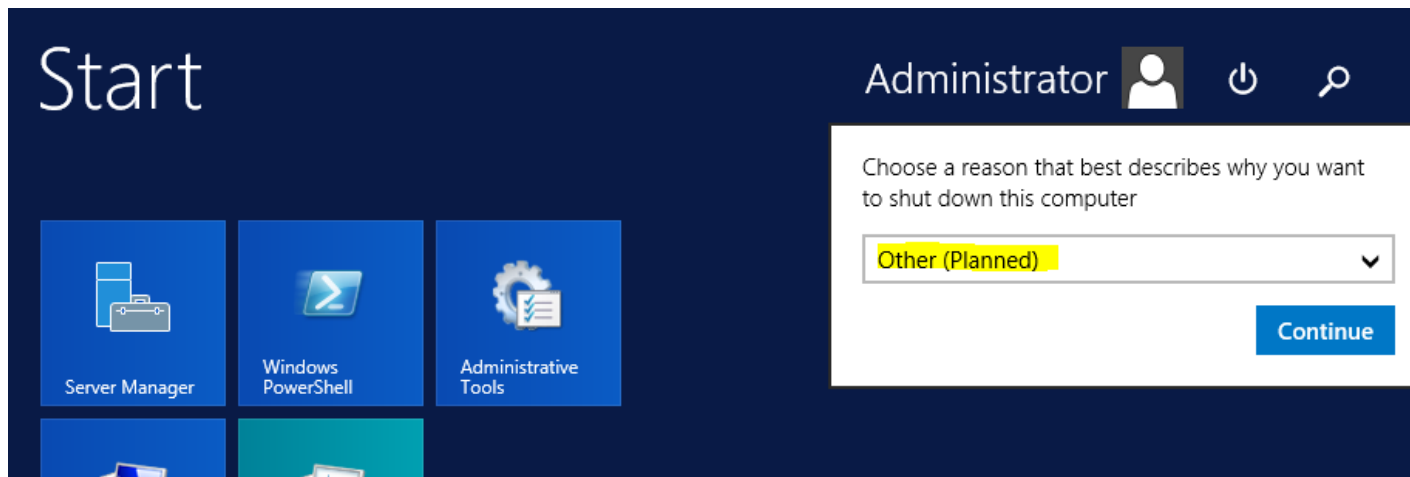 Start
Administrator
Choose a reason that best describes why you want
to shut down this computer
Other (Planned)
Continue
Server Manager
Windows
PowerShell
Administrative
Tools